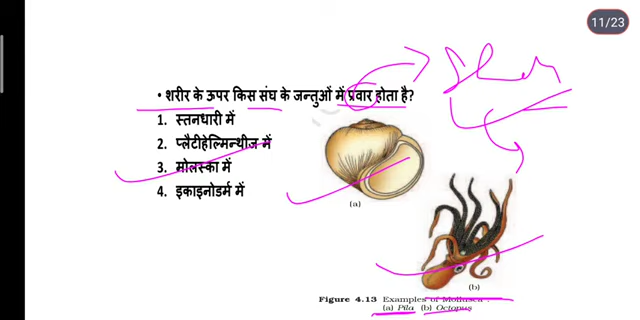 11/23
• शरीर के ऊपर किस संघ के जन्तुओं में प्रवार होता है?
1. स्तनधारी में
2. प्लैटीहेल्मिन्थीज में
3. मोलस्का में
4. इकाइनोडर्म में
(a)
(b)
Figure 4.13 Examples of Mollusca :
(a) Pila (b) Octopus